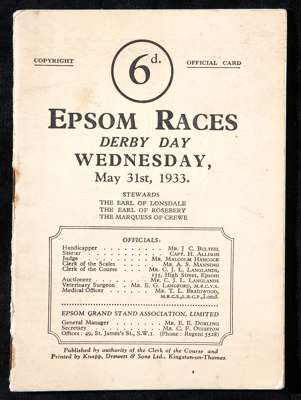 COPYRIGHT
6d.
OFFICIAL CARD
EPSOM RACES
DERBY DAY
WEDNESDAY,
May 31st, 1933.
STEWARDS
THE EARL OF LONSDALE
THE EARL OF ROSEBERY
THE MARQUESS OF CREWE
OFFICIALS:
Handicapper - - - MR. J. C. BULTEEL
Starter - - - CAPT. H. ALLISON
Judge - - - MR. MALCOLM HANCOCK
Clerk of the Scales - - MR. A. S. MANNING
Clerk of the Course - - MR. C. J. L. LANGLANDS,
135, High Street, Epsom
Auctioneer - - - MR. C. J. L. LANGLANDS
Veterinary Surgeon - MR. E. G. LANGFORD, M.R.C.V.S.
Medical Officer - - MR. T. L. BRAIDWOOD,
M.R.C.S., L.R.C.P., Lond.
EPSOM GRAND STAND ASSOCIATION, LIMITED
General Manager - - MR. E. E. DORLING
Secretary - - - MR. C. F. OUGHTON
Offices: 49, St. James's St., S.W.1. (Phone: Regent 5528)
Published by authority of the Clerk of the Course and
Printed by Knapp, Drewett & Sons Ltd., Kingston-on-Thames.